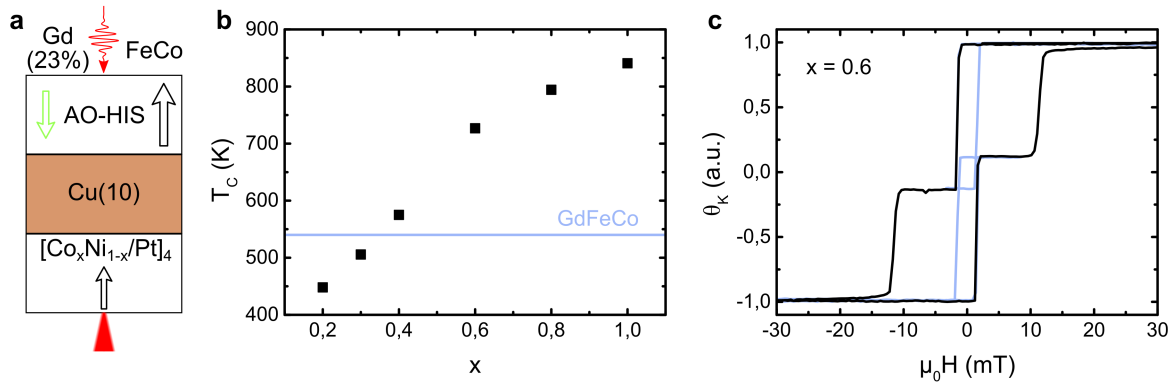 a
Gd
(23%)
FeCo
AO-HIS
Cu(10)
[CoxNi1-x/Pt]4
b
900
800
700
600
500
400
300
TC (K)
GdFeCo
0,2
0,4
0,6
0,8
1,0
x
c
x = 0.6
1,0
0,5
0,0
-0,5
-1,0
θK (a.u.)
-30
-20
-10
0
10
20
30
μ0H (mT)